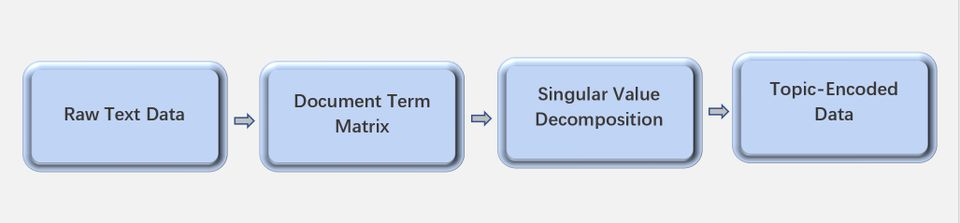 Raw Text Data
Document Term
Matrix
Singular Value
Decomposition
Topic-Encoded
Data